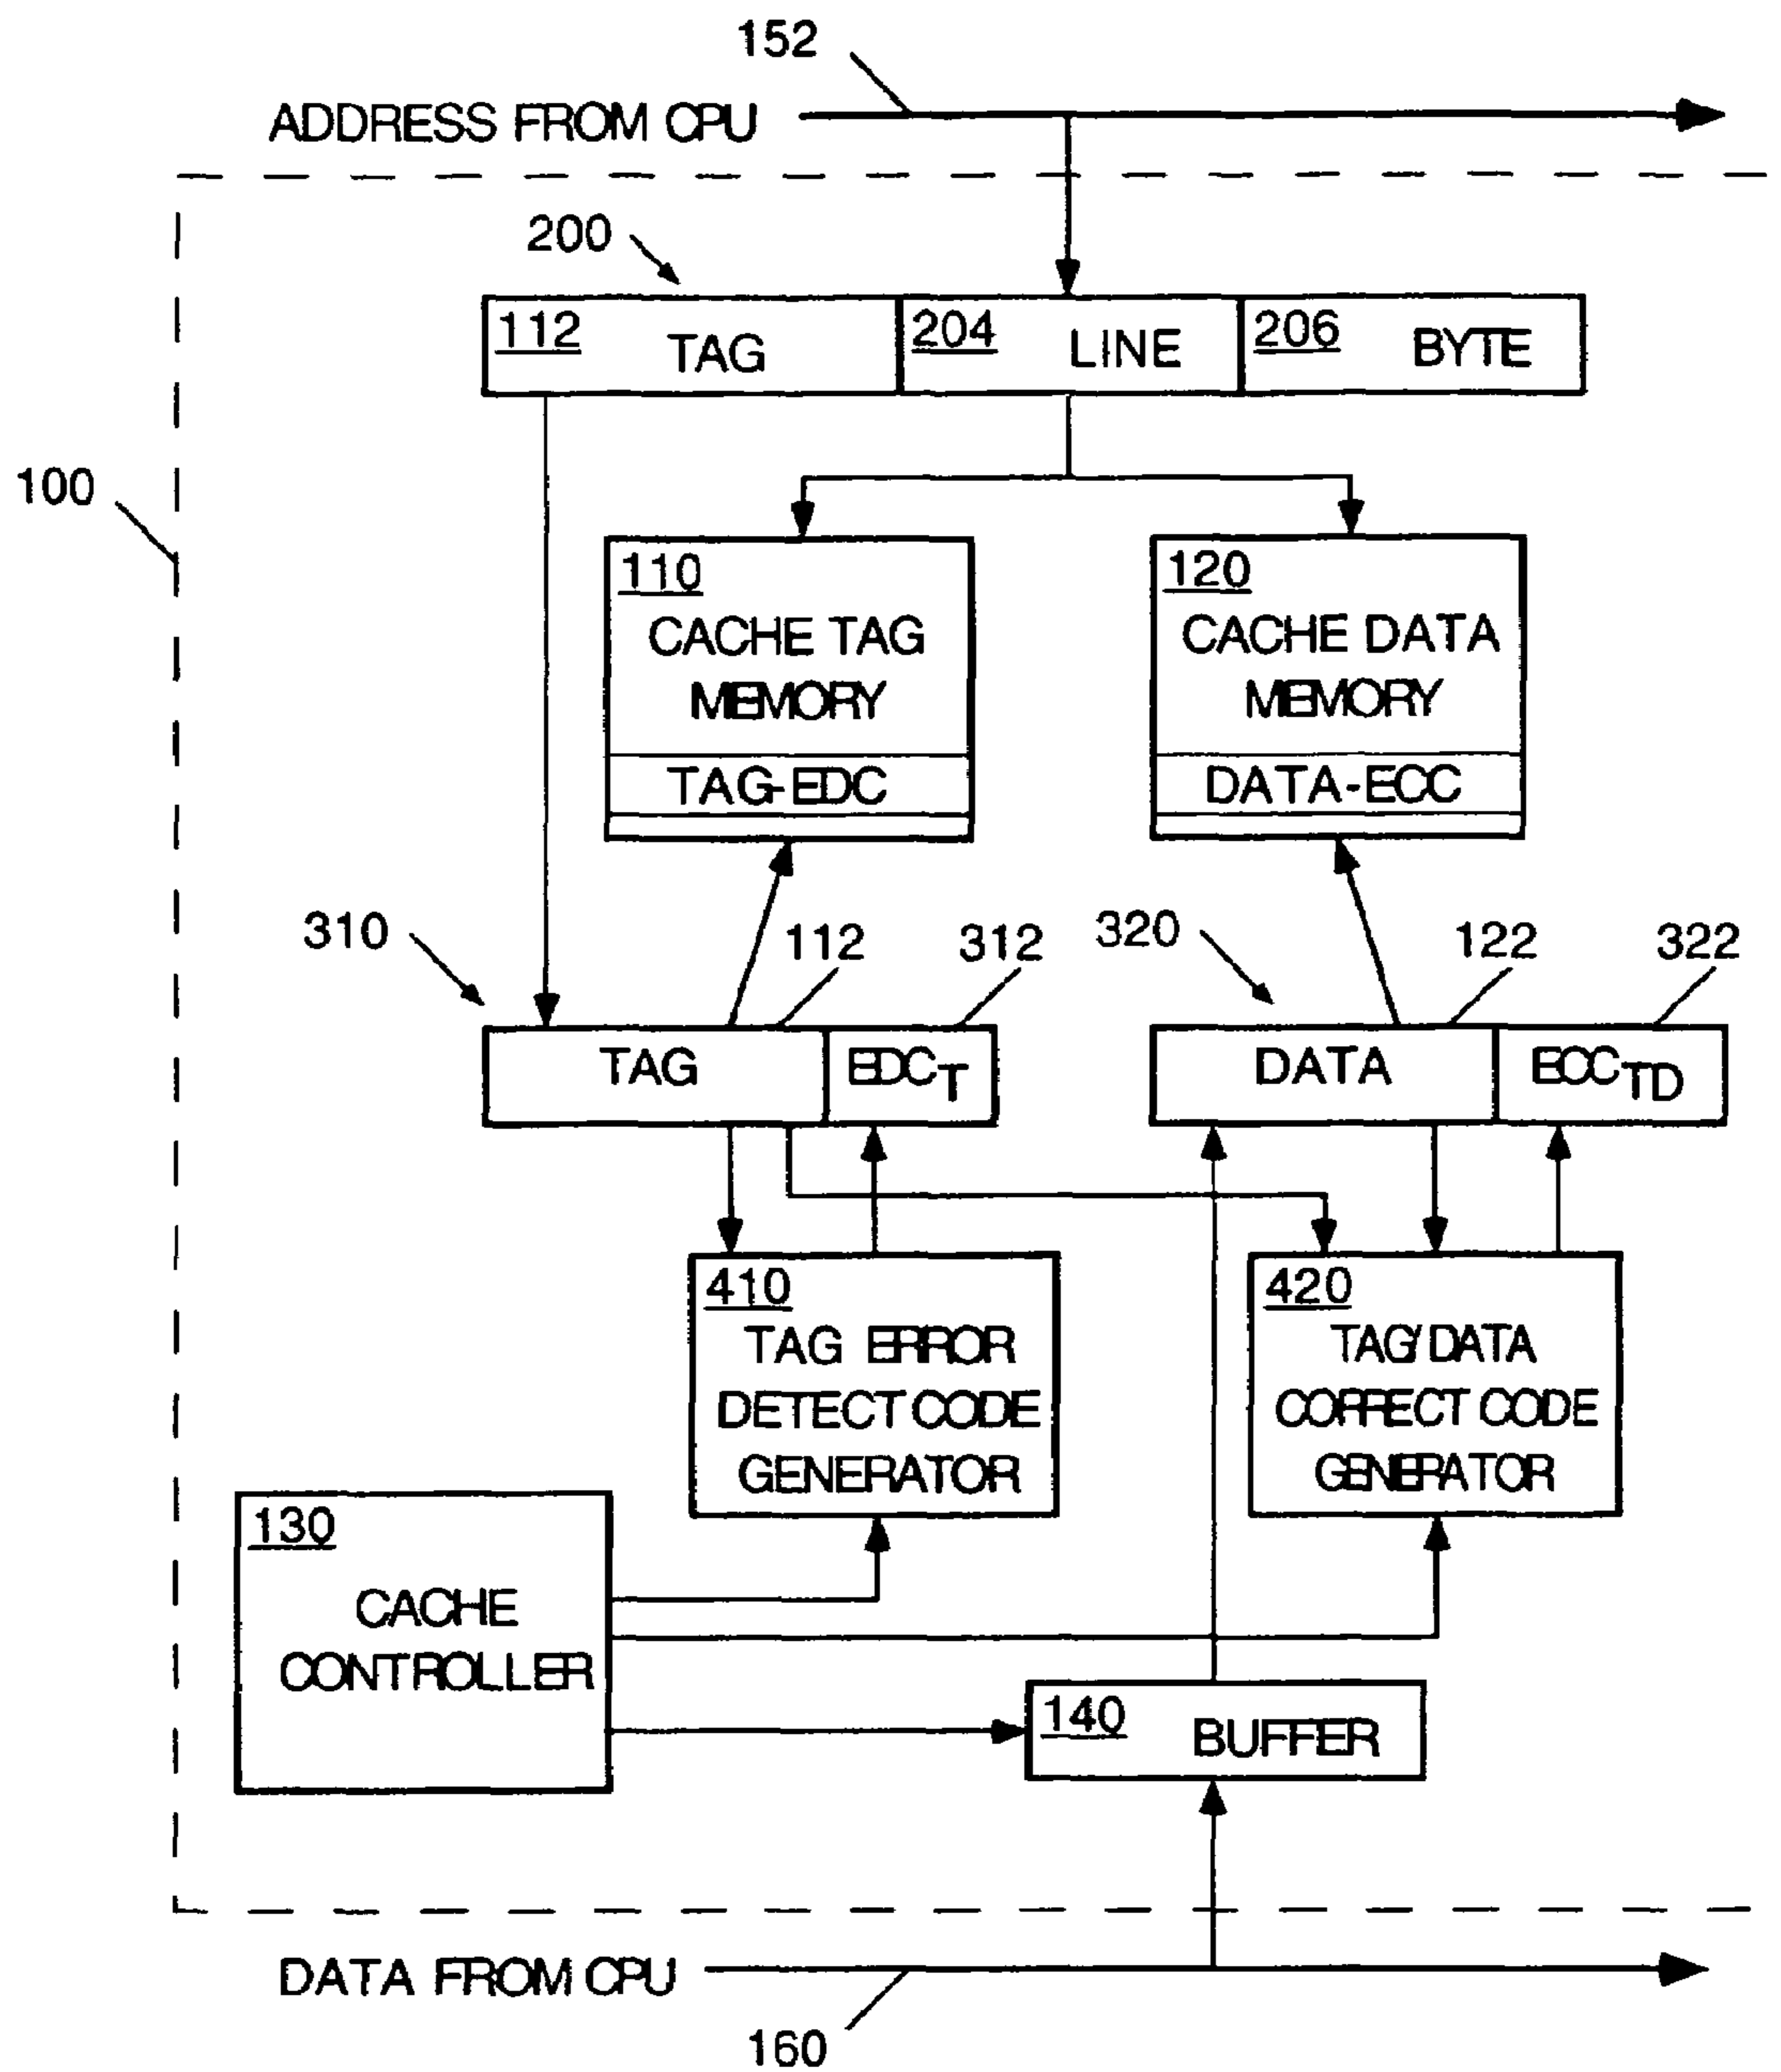 152
ADDRESS FROM CPU
200
112 TAG 204 LINE 206 BYTE
100
110 CACHE TAG MEMORY
TAG-EDC
120 CACHE DATA MEMORY
DATA-ECC
310 112 312 320 122 322
TAG EDCT DATA ECCTD
410
TAG ERROR
DETECT CODE
GENERATOR
420
TAG/DATA
CORRECT CODE
GENERATOR
130
CACHE
CONTROLLER
140 BUFFER
DATA FROM CPU
160